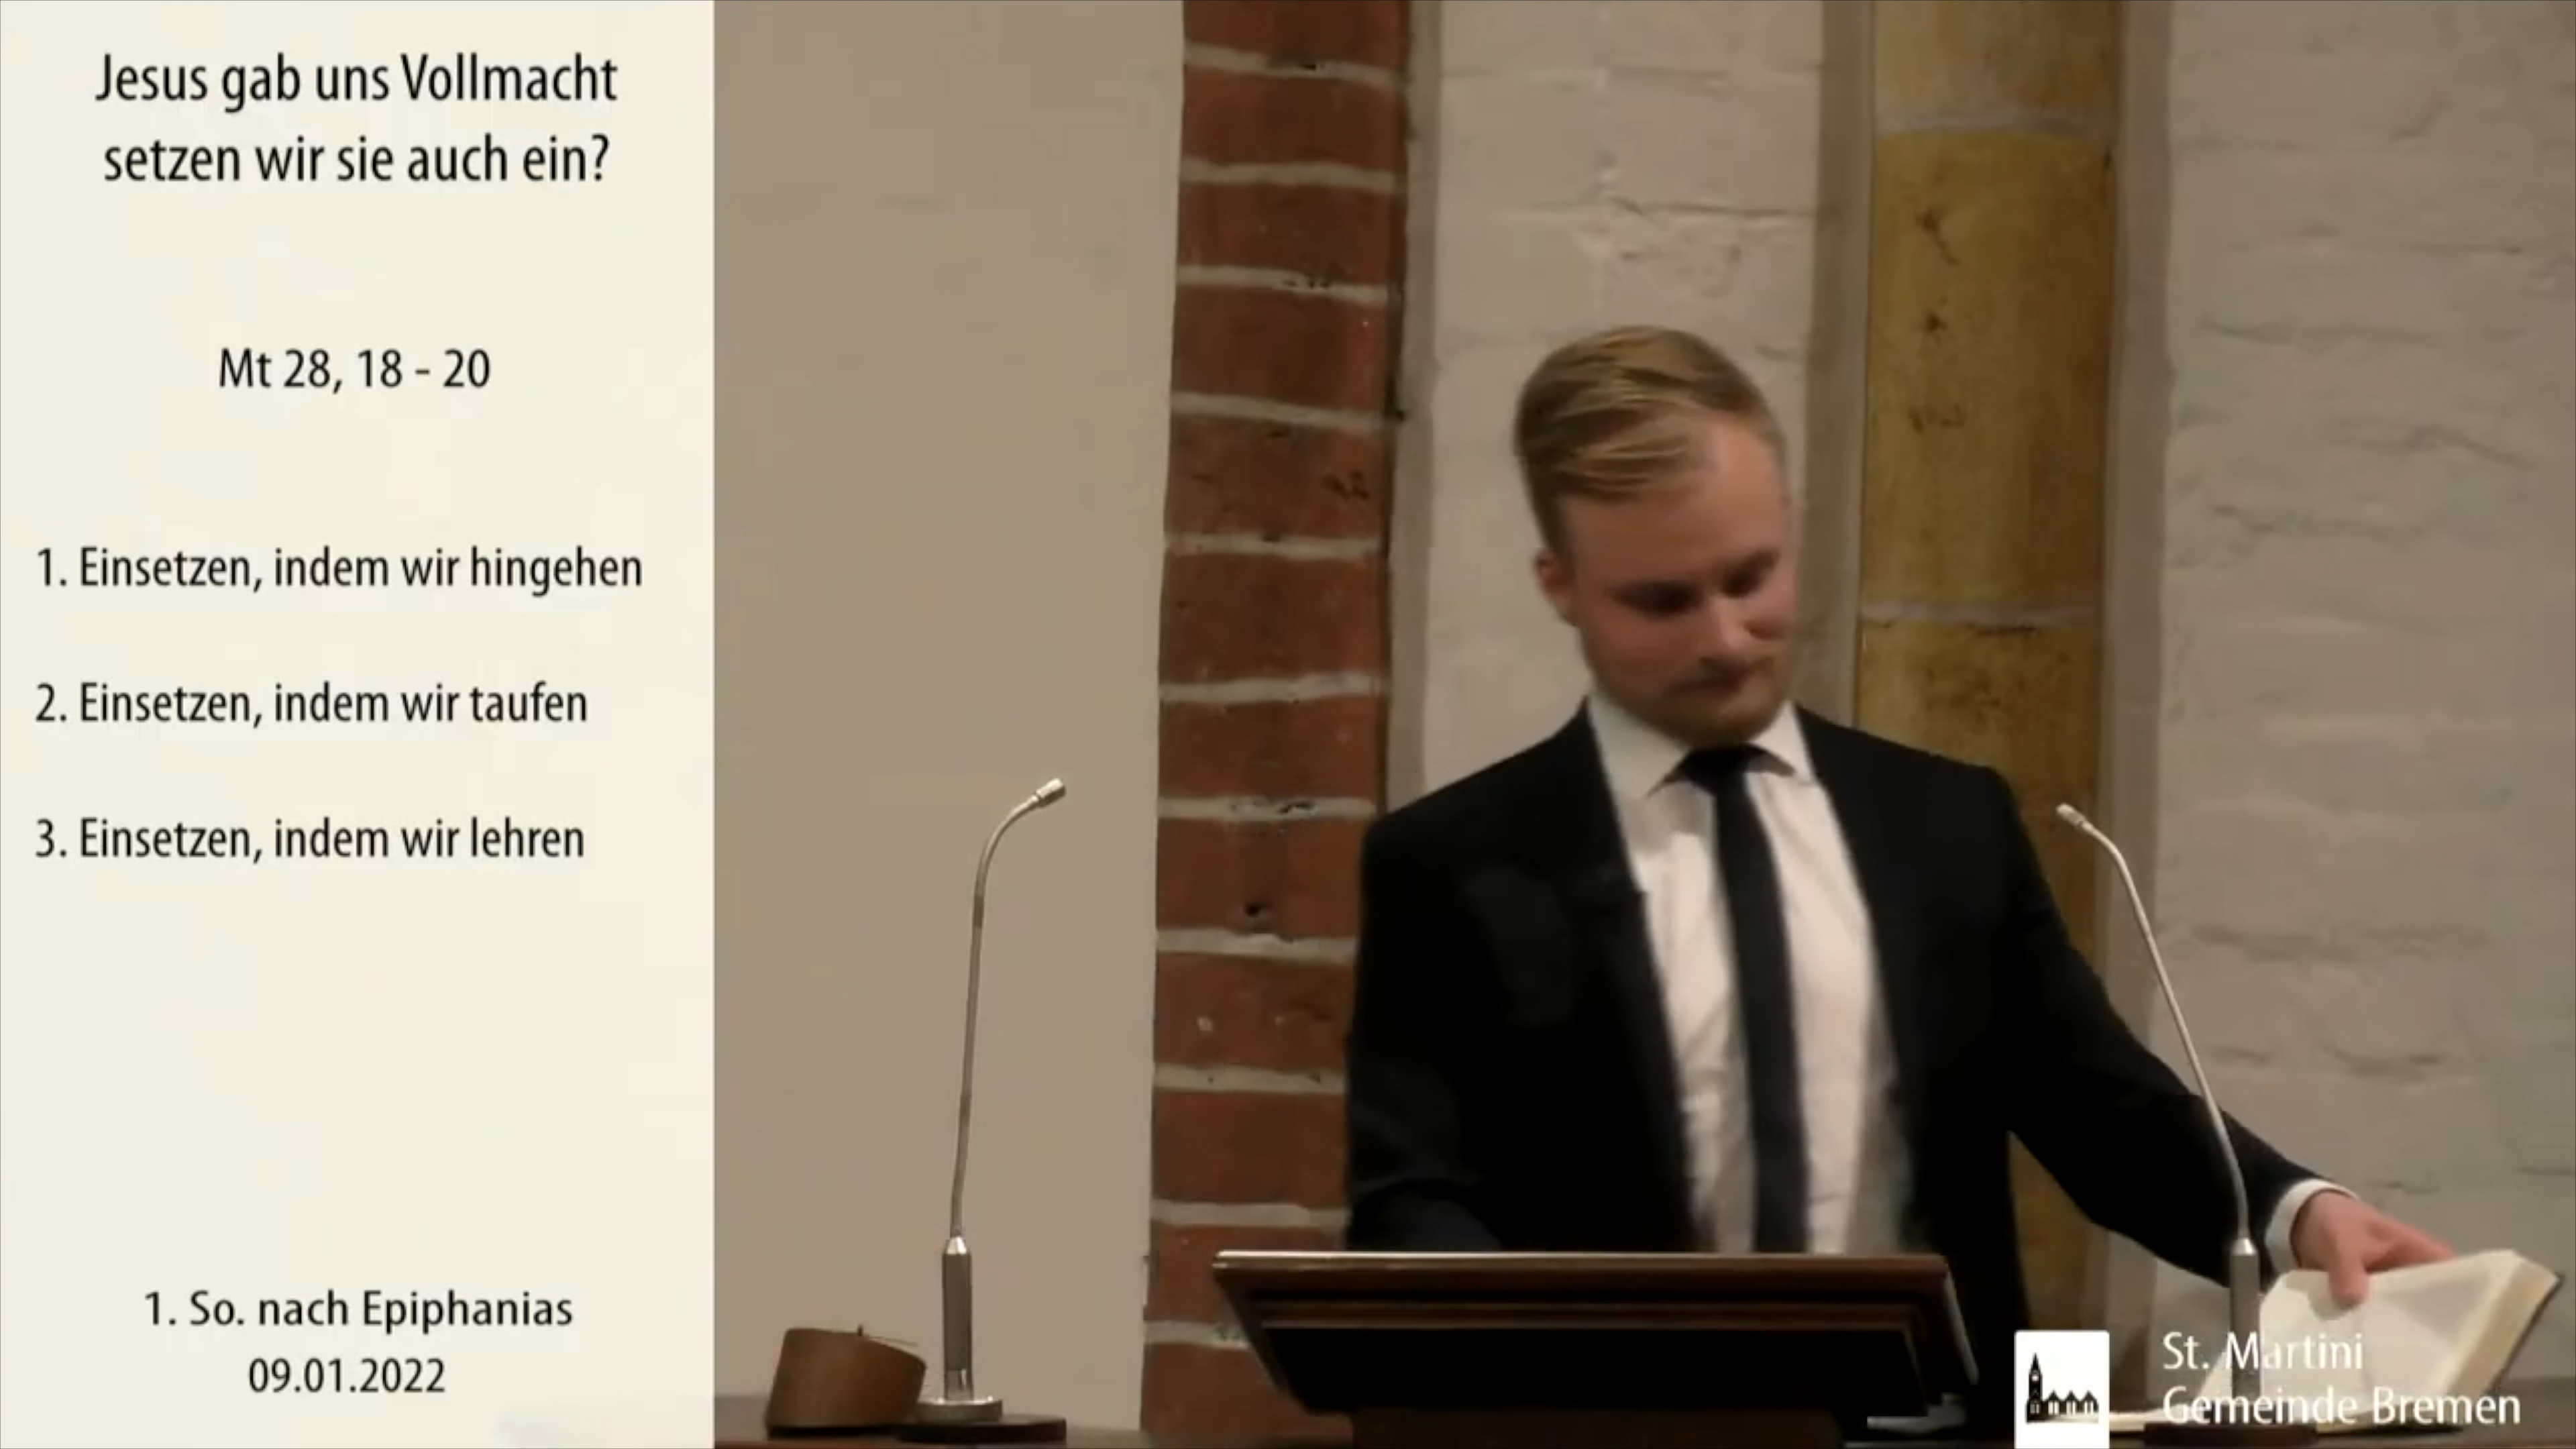 Jesus gab uns Vollmacht
setzen wir sie auch ein?
Mt 28, 18 - 20
1. Einsetzen, indem wir hingehen
2. Einsetzen, indem wir taufen
3. Einsetzen, indem wir lehren
1. So. nach Epiphanias
09.01.2022
St. Martini
Gemeinde Bremen